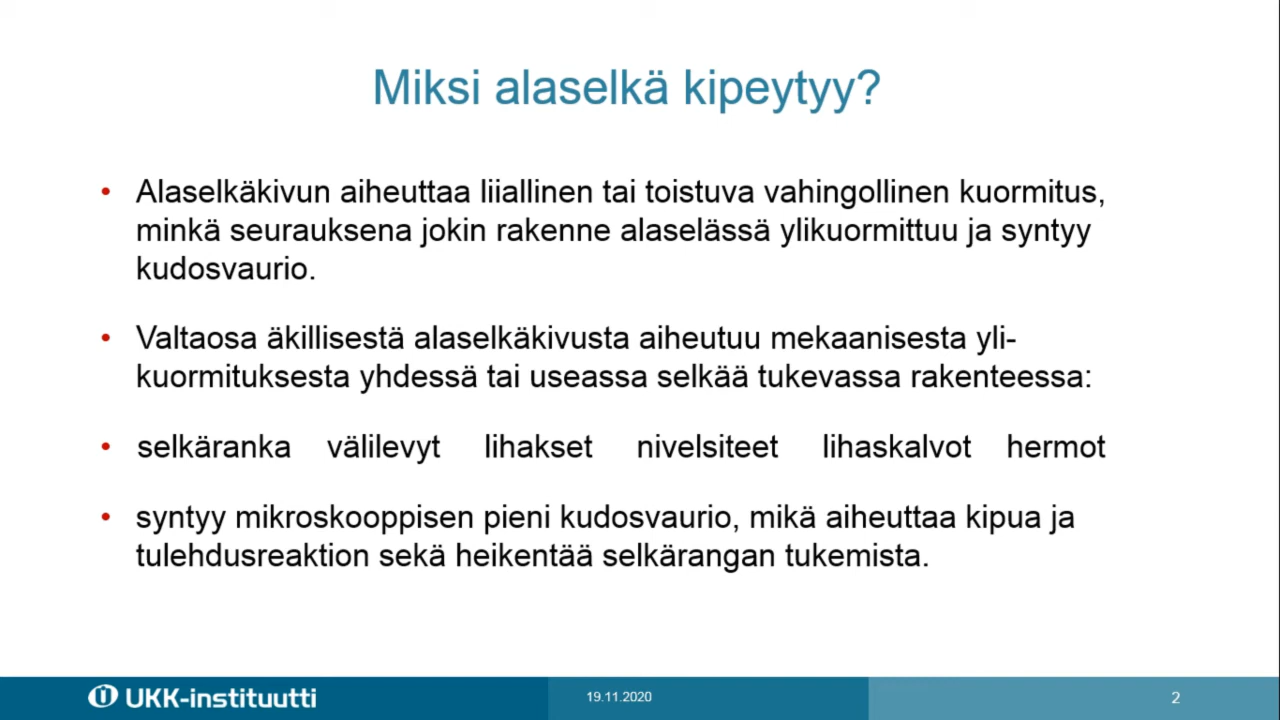 Miksi alaselkä kipeytyy?
• Alaselkäkivun aiheuttaa liiallinen tai toistuva vahingollinen kuormitus,
minkä seurauksena jokin rakenne alaselässä ylikuormittuu ja syntyy
kudosvaurio.
• Valtaosa äkillisestä alaselkäkivusta aiheutuu mekaanisesta yli-
kuormituksesta yhdessä tai useassa selkää tukevassa rakenteessa:
• selkäranka välilevyt lihakset nivelsiteet lihaskalvot hermot
• syntyy mikroskooppisen pieni kudosvaurio, mikä aiheuttaa kipua ja
tulehdusreaktion sekä heikentää selkärangan tukemista.
UKK-instituutti 19.11.2020 2